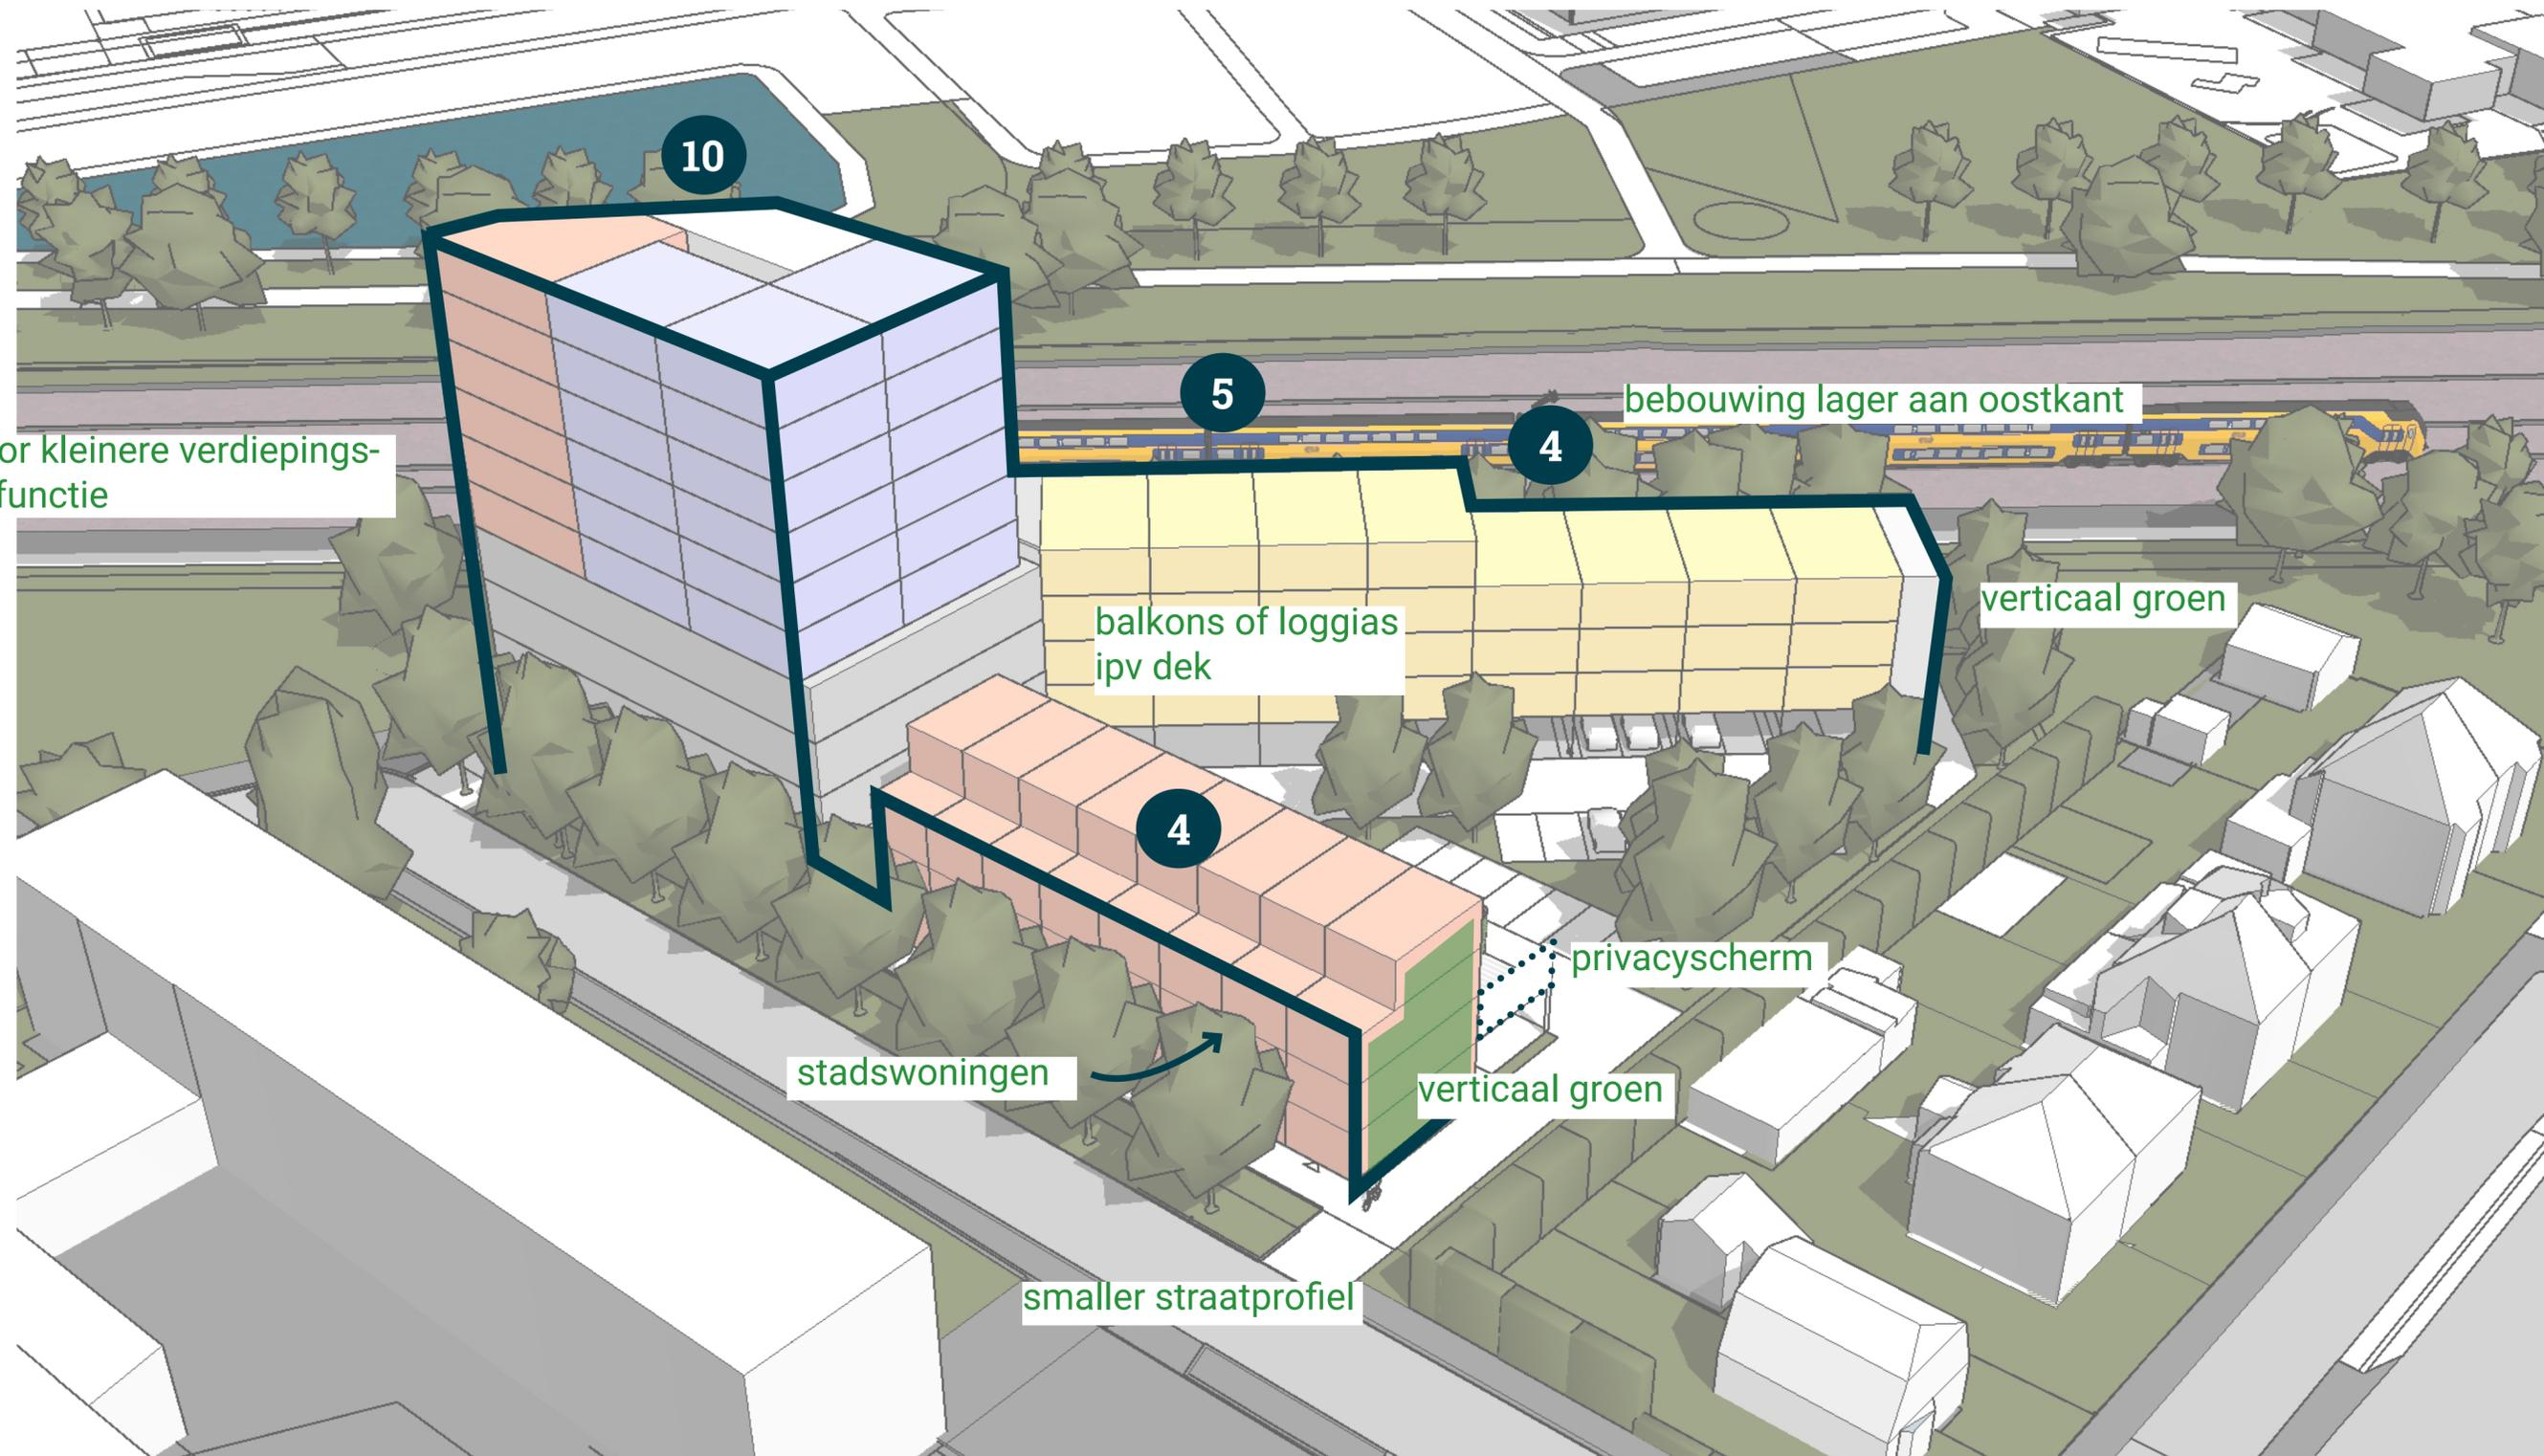 10
5
bebouwing lager aan oostkant
4
or kleinere verdiepings-
functie
verticaal groen
balkons of loggias
ipv dek
4
privacyscherm
stadswoningen
verticaal groen
smaller straatprofiel